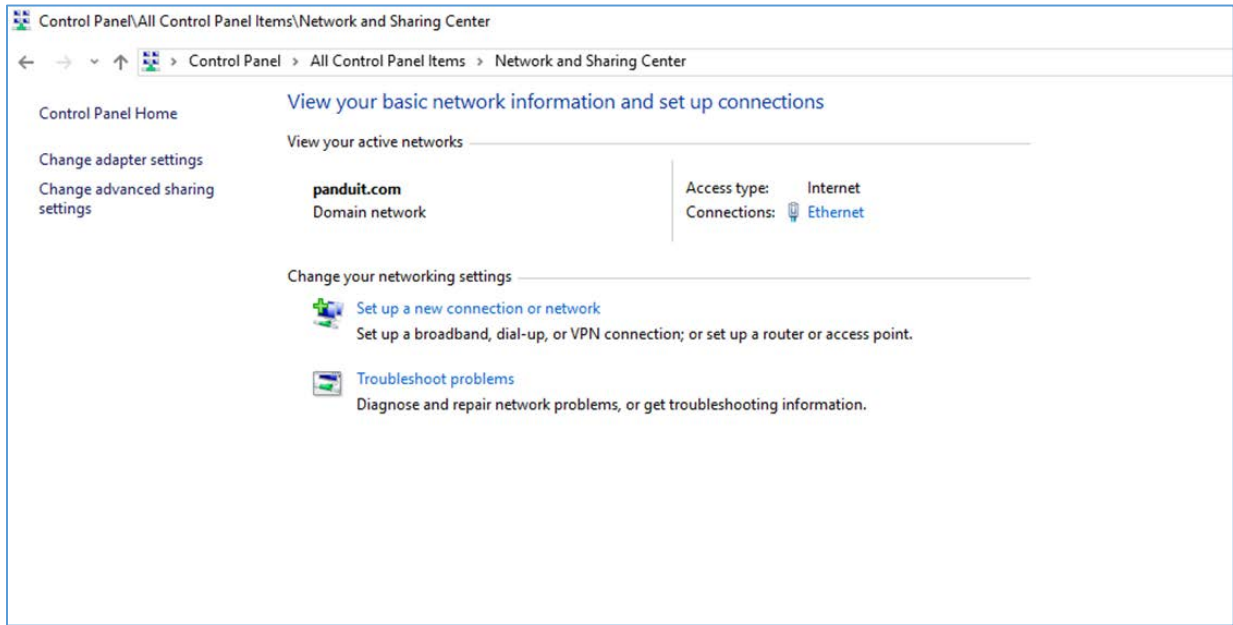 Control Panel\All Control Panel Items\Network and Sharing Center
Control Panel > All Control Panel Items > Network and Sharing Center
Control Panel Home
Change adapter settings
Change advanced sharing
settings
View your basic network information and set up connections
View your active networks
panduit.com
Domain network
Access type: Internet
Connections: Ethernet
Change your networking settings
Set up a new connection or network
Set up a broadband, dial-up, or VPN connection; or set up a router or access point.
Troubleshoot problems
Diagnose and repair network problems, or get troubleshooting information.